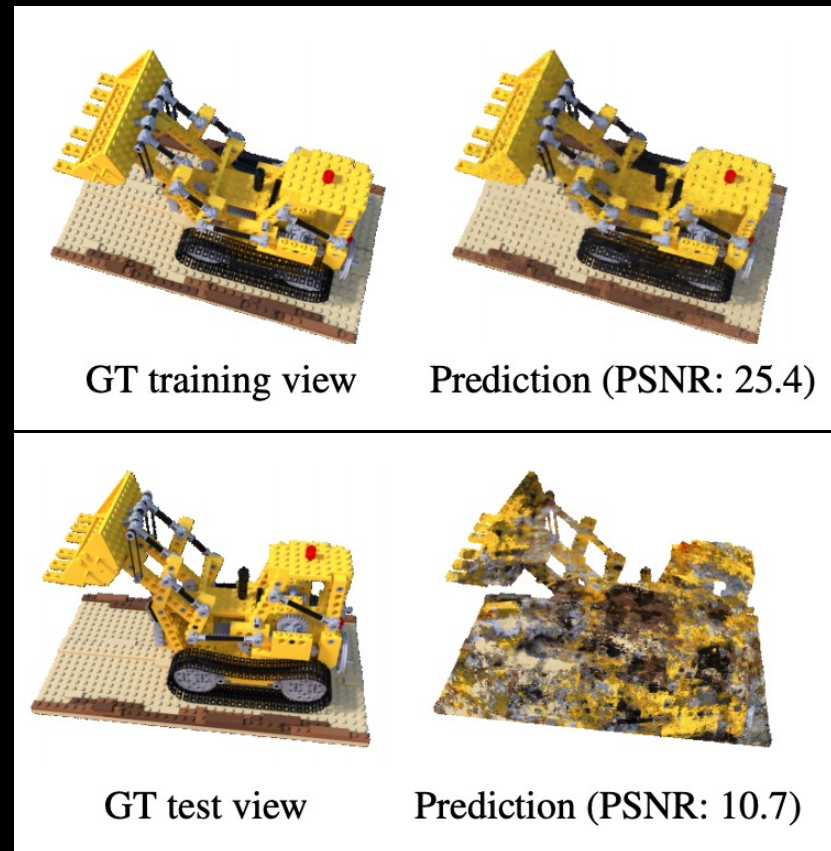 GT training view
Prediction (PSNR: 25.4)
GT test view
Prediction (PSNR: 10.7)